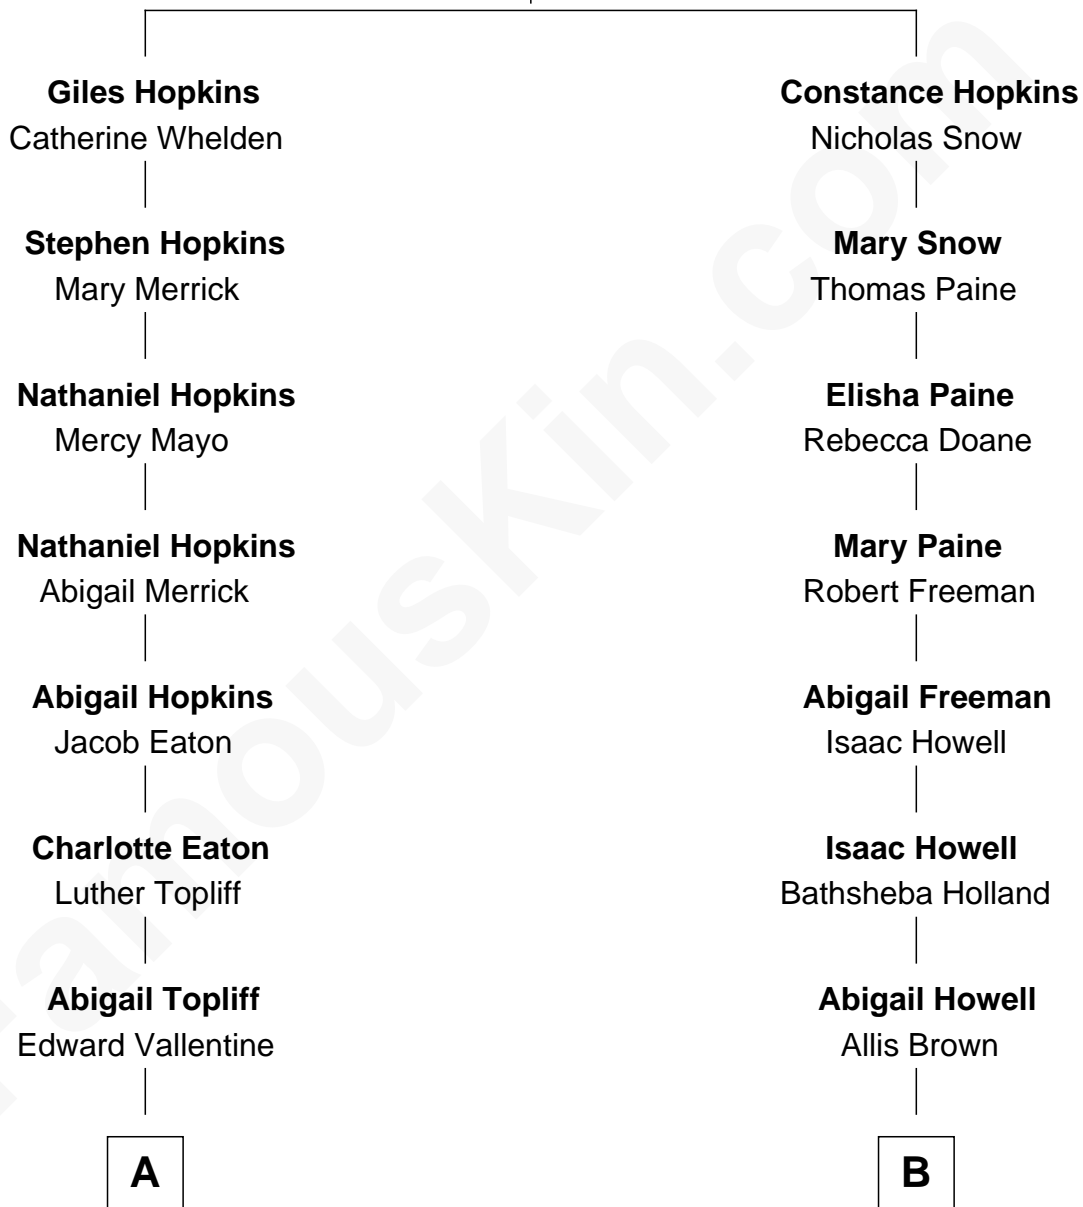 Giles Hopkins
Catherine Whelden
Constance Hopkins
Nicholas Snow
Stephen Hopkins
Mary Merrick
Mary Snow
Thomas Paine
Nathaniel Hopkins
Mercy Mayo
Elisha Paine
Rebecca Doane
Nathaniel Hopkins
Abigail Merrick
Mary Paine
Robert Freeman
Abigail Hopkins
Jacob Eaton
Abigail Freeman
Isaac Howell
Charlotte Eaton
Luther Topliff
Isaac Howell
Bathsheba Holland
Abigail Topliff
Edward Vallentine
Abigail Howell
Allis Brown
A
B
FamousKin.com